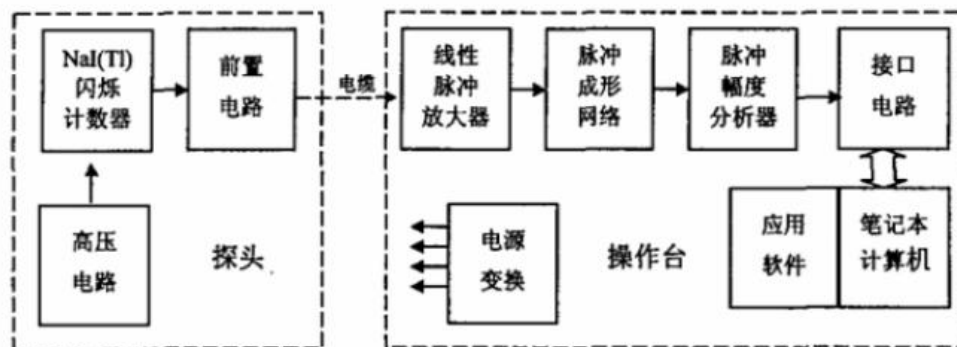 NaI(Tl)
闪烁
计数器
前置
电路
电缆
线性
脉冲
放大器
脉冲
成形
网络
脉冲
幅度
分析器
接口
电路
高压
电路
探头
电源
变换
操作台
应用
软件
笔记本
计算机